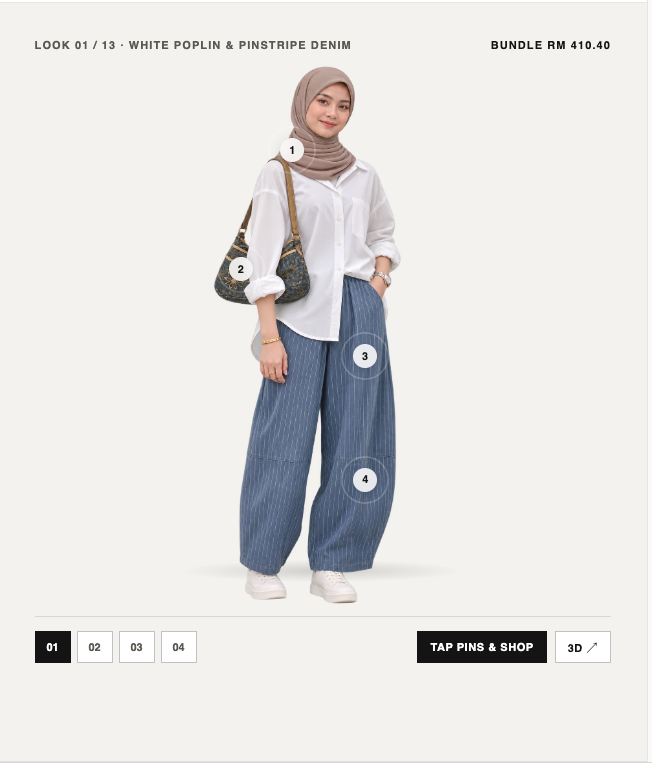 LOOK 01 / 13 · WHITE POPLIN & PINSTRIPE DENIM
BUNDLE RM 410.40
1
2
3
4
01 02 03 04
TAP PINS & SHOP
3D ↗